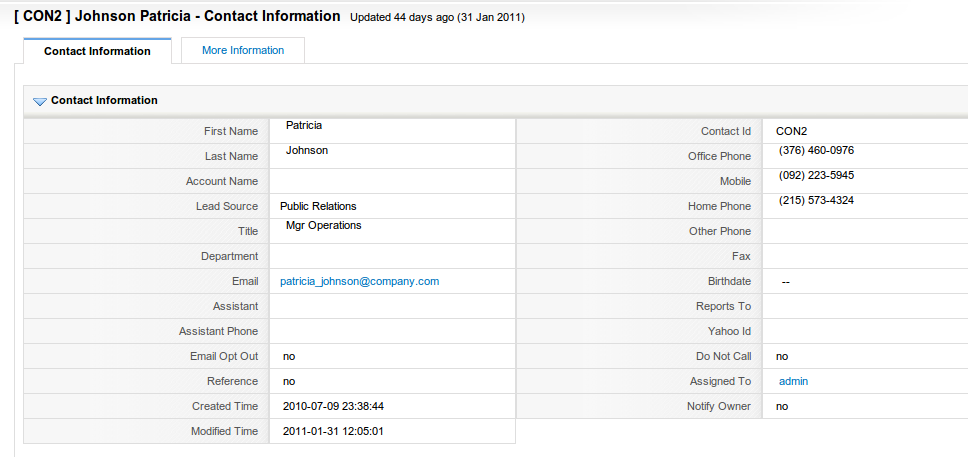 [ CON2 ] Johnson Patricia - Contact Information Updated 44 days ago (31 Jan 2011)
Contact Information More Information
Contact Information
First Name Patricia Contact Id CON2
Last Name Johnson Office Phone (376) 460-0976
Account Name Mobile (092) 223-5945
Lead Source Public Relations Home Phone (215) 573-4324
Title Mgr Operations Other Phone
Department Fax
Email patricia_johnson@company.com Birthdate --
Assistant Reports To
Assistant Phone Yahoo Id
Email Opt Out no Do Not Call no
Reference no Assigned To admin
Created Time 2010-07-09 23:38:44 Notify Owner no
Modified Time 2011-01-31 12:05:01